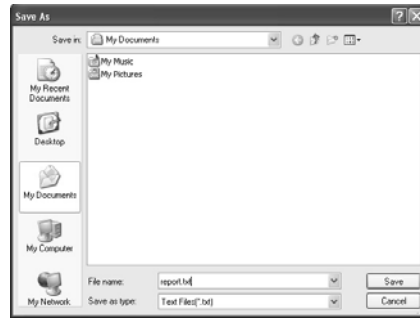 Save As
Save in:
My Documents
My Recent
Documents
Desktop
My Documents
My Computer
My Network
My Music
My Pictures
File name:
report.txt
Save
Save as type:
Text Files(*.txt)
Cancel